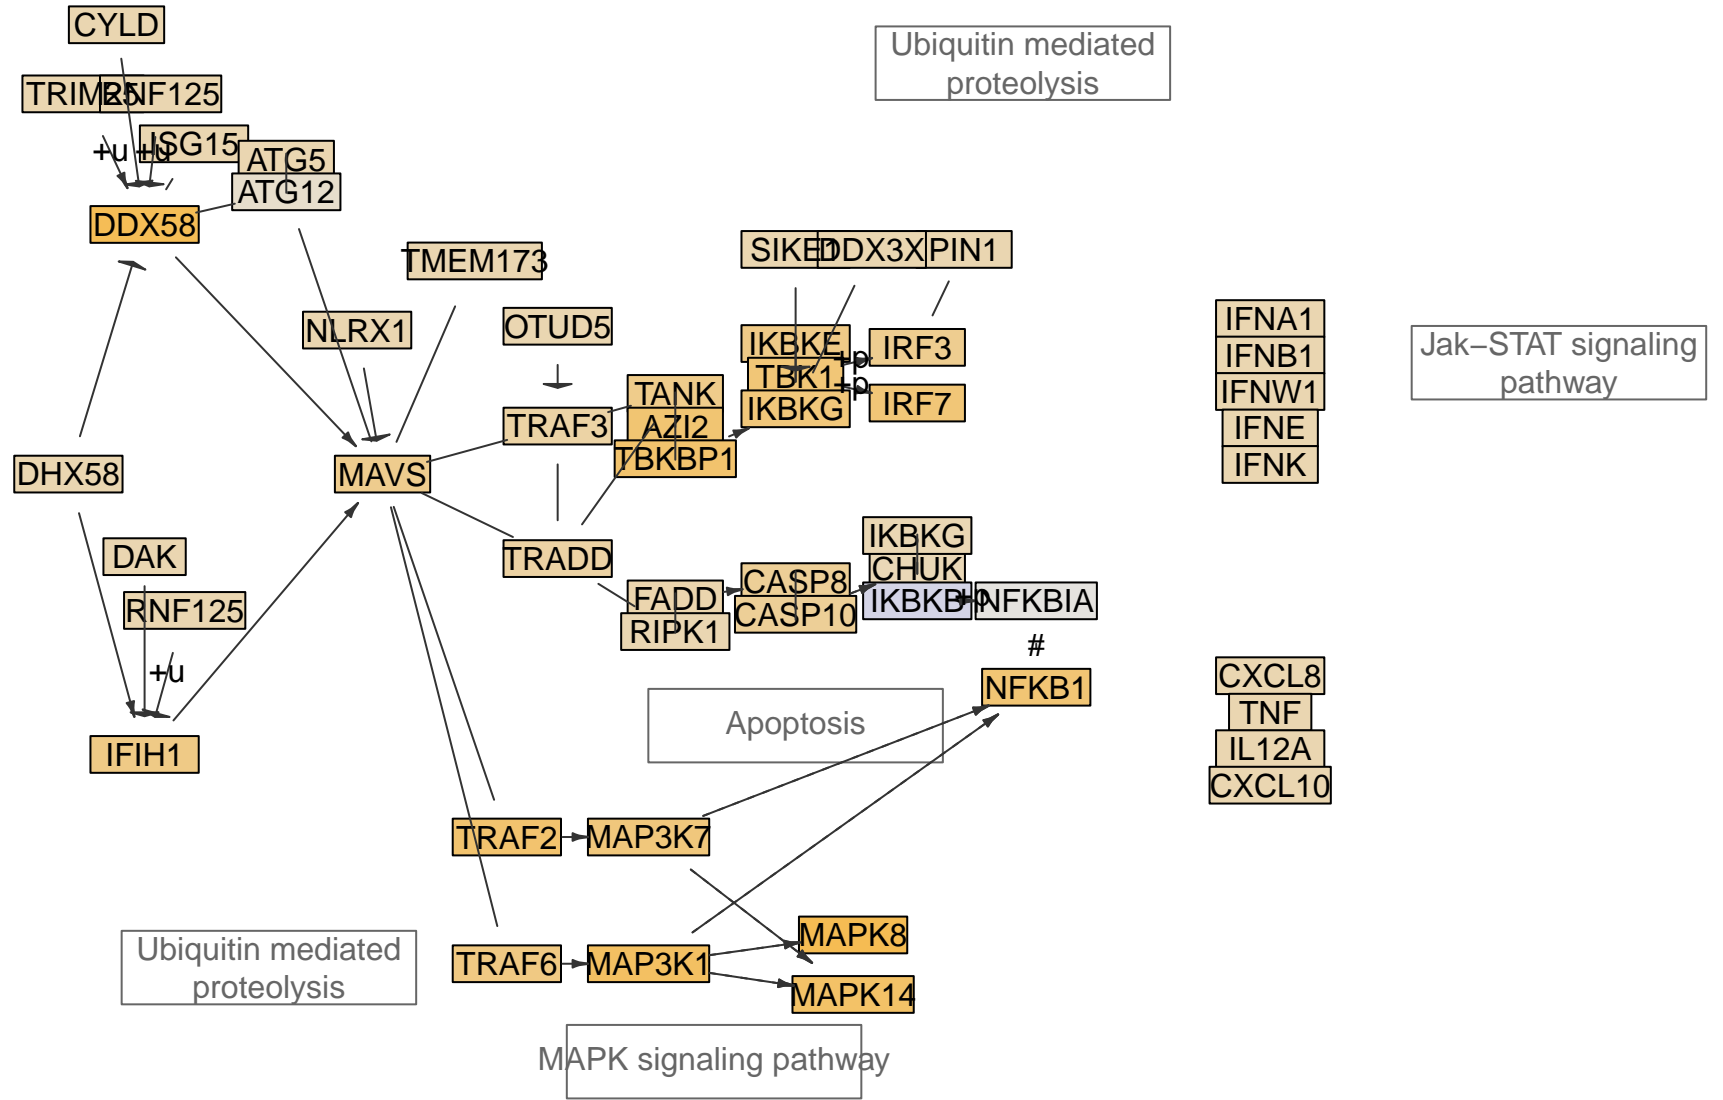 CYLD
Ubiquitin mediated
proteolysis
TRIM25
RNF125
+u
+u
ISG15
ATG5
ATG12
DDX58
TMEM173
SIKE1
DDX3X
PIN1
NLRX1
OTUD5
IKBKE
+p
IRF3
TBK1
+p
IKBKG
IRF7
IFNA1
IFNB1
IFNW1
IFNE
IFNK
Jak−STAT signaling
pathway
TANK
TRAF3
AZI2
TBKBP1
DHX58
MAVS
DAK
RNF125
+u
IFIH1
TRADD
FADD
RIPK1
CASP8
CASP10
IKBKG
CHUK
IKBKB
+p
NFKBIA
#
NFKB1
Apoptosis
CXCL8
TNF
IL12A
CXCL10
TRAF2
MAP3K7
TRAF6
MAP3K1
MAPK8
MAPK14
Ubiquitin mediated
proteolysis
MAPK signaling pathway